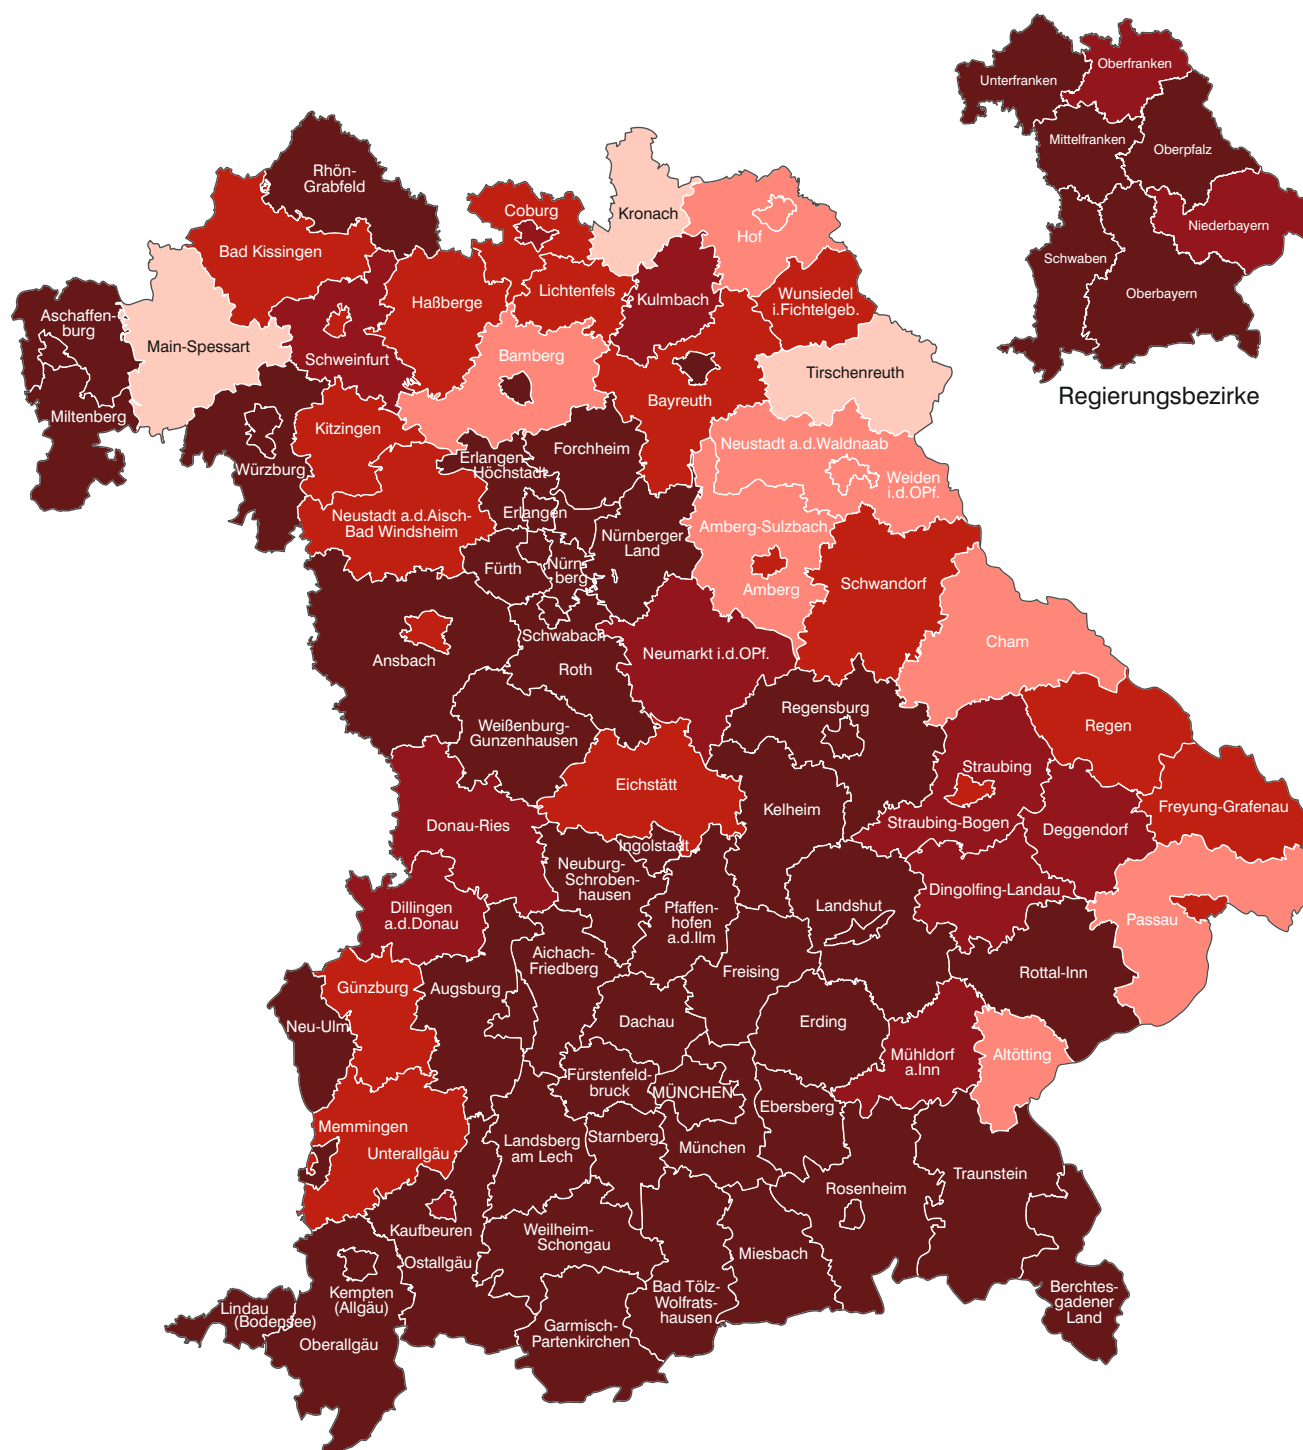 Oberfranken
Unterfranken
Mittelfranken
Oberpfalz
Niederbayern
Schwaben
Oberbayern
Regierungsbezirke
Rhön-
Grabfeld
Coburg
Kronach
Hof
Bad Kissingen
Haßberge
Lichtenfels
Kulmbach
Wunsiedel
i.Fichtelgeb.
Aschaffen-
burg
Main-Spessart
Schweinfurt
Bamberg
Bayreuth
Tirschenreuth
Miltenberg
Kitzingen
Würzburg
Forchheim
Erlangen-
Höchstadt
Neustadt a.d.Waldnaab
Weiden
i.d.OPf.
Neustadt a.d.Aisch-
Bad Windsheim
Erlangen
Nürnberger
Land
Amberg-Sulzbach
Fürth
Nürn-
berg
Amberg
Schwandorf
Schwabach
Cham
Ansbach
Roth
Neumarkt i.d.OPf.
Weißenburg-
Gunzenhausen
Regensburg
Regen
Eichstätt
Straubing
Kelheim
Freyung-Grafenau
Donau-Ries
Straubing-Bogen
Deggendorf
Ingolstadt
Neuburg-
Schroben-
hausen
Dingolfing-Landau
Dillingen
a.d.Donau
Pfaffen-
hofen
a.d.Ilm
Landshut
Passau
Aichach-
Friedberg
Freising
Rottal-Inn
Günzburg
Augsburg
Neu-Ulm
Dachau
Erding
Mühldorf
a.Inn
Altötting
Fürstenfeld-
bruck
MÜNCHEN
Ebersberg
Memmingen
Unterallgäu
Landsberg
am Lech
Starnberg
München
Traunstein
Rosenheim
Kaufbeuren
Weilheim-
Schongau
Miesbach
Ostallgäu
Kempten
(Allgäu)
Bad Tölz-
Wolfrats-
hausen
Berchtes-
gadener
Land
Lindau
(Bodensee)
Oberallgäu
Garmisch-
Partenkirchen